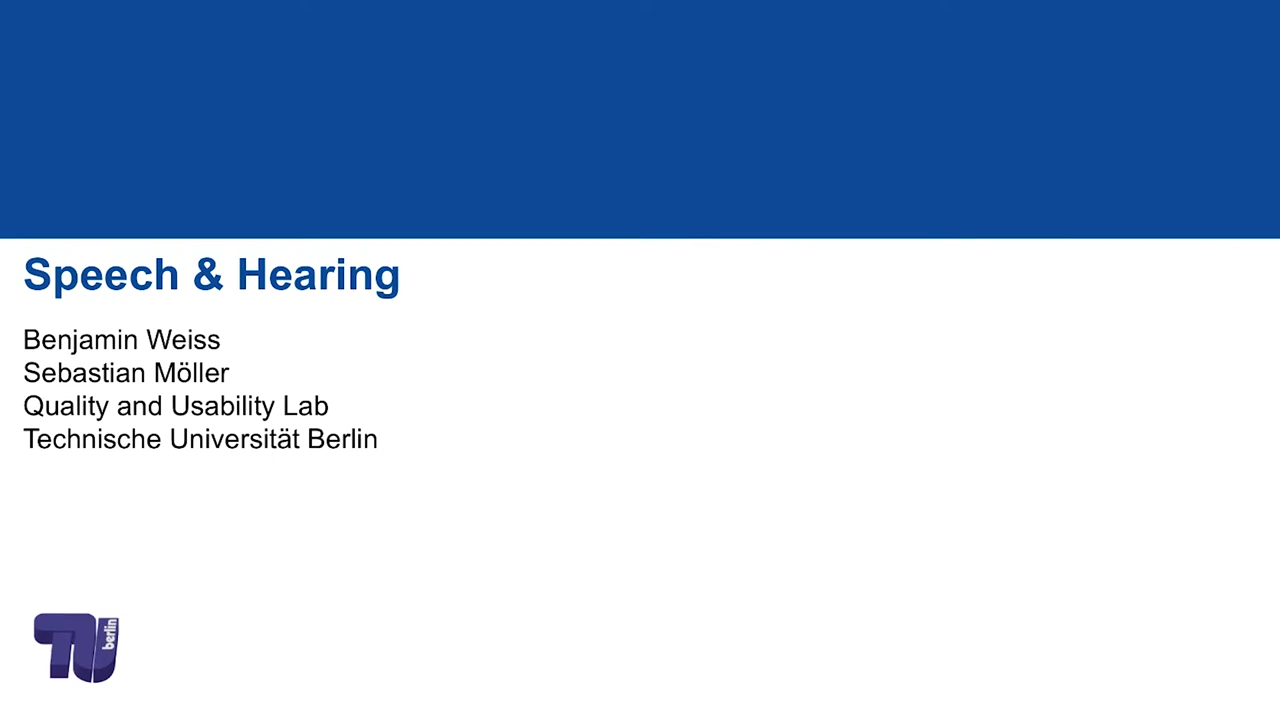 Speech & Hearing
Benjamin Weiss
Sebastian Möller
Quality and Usability Lab
Technische Universität Berlin
TU berlin